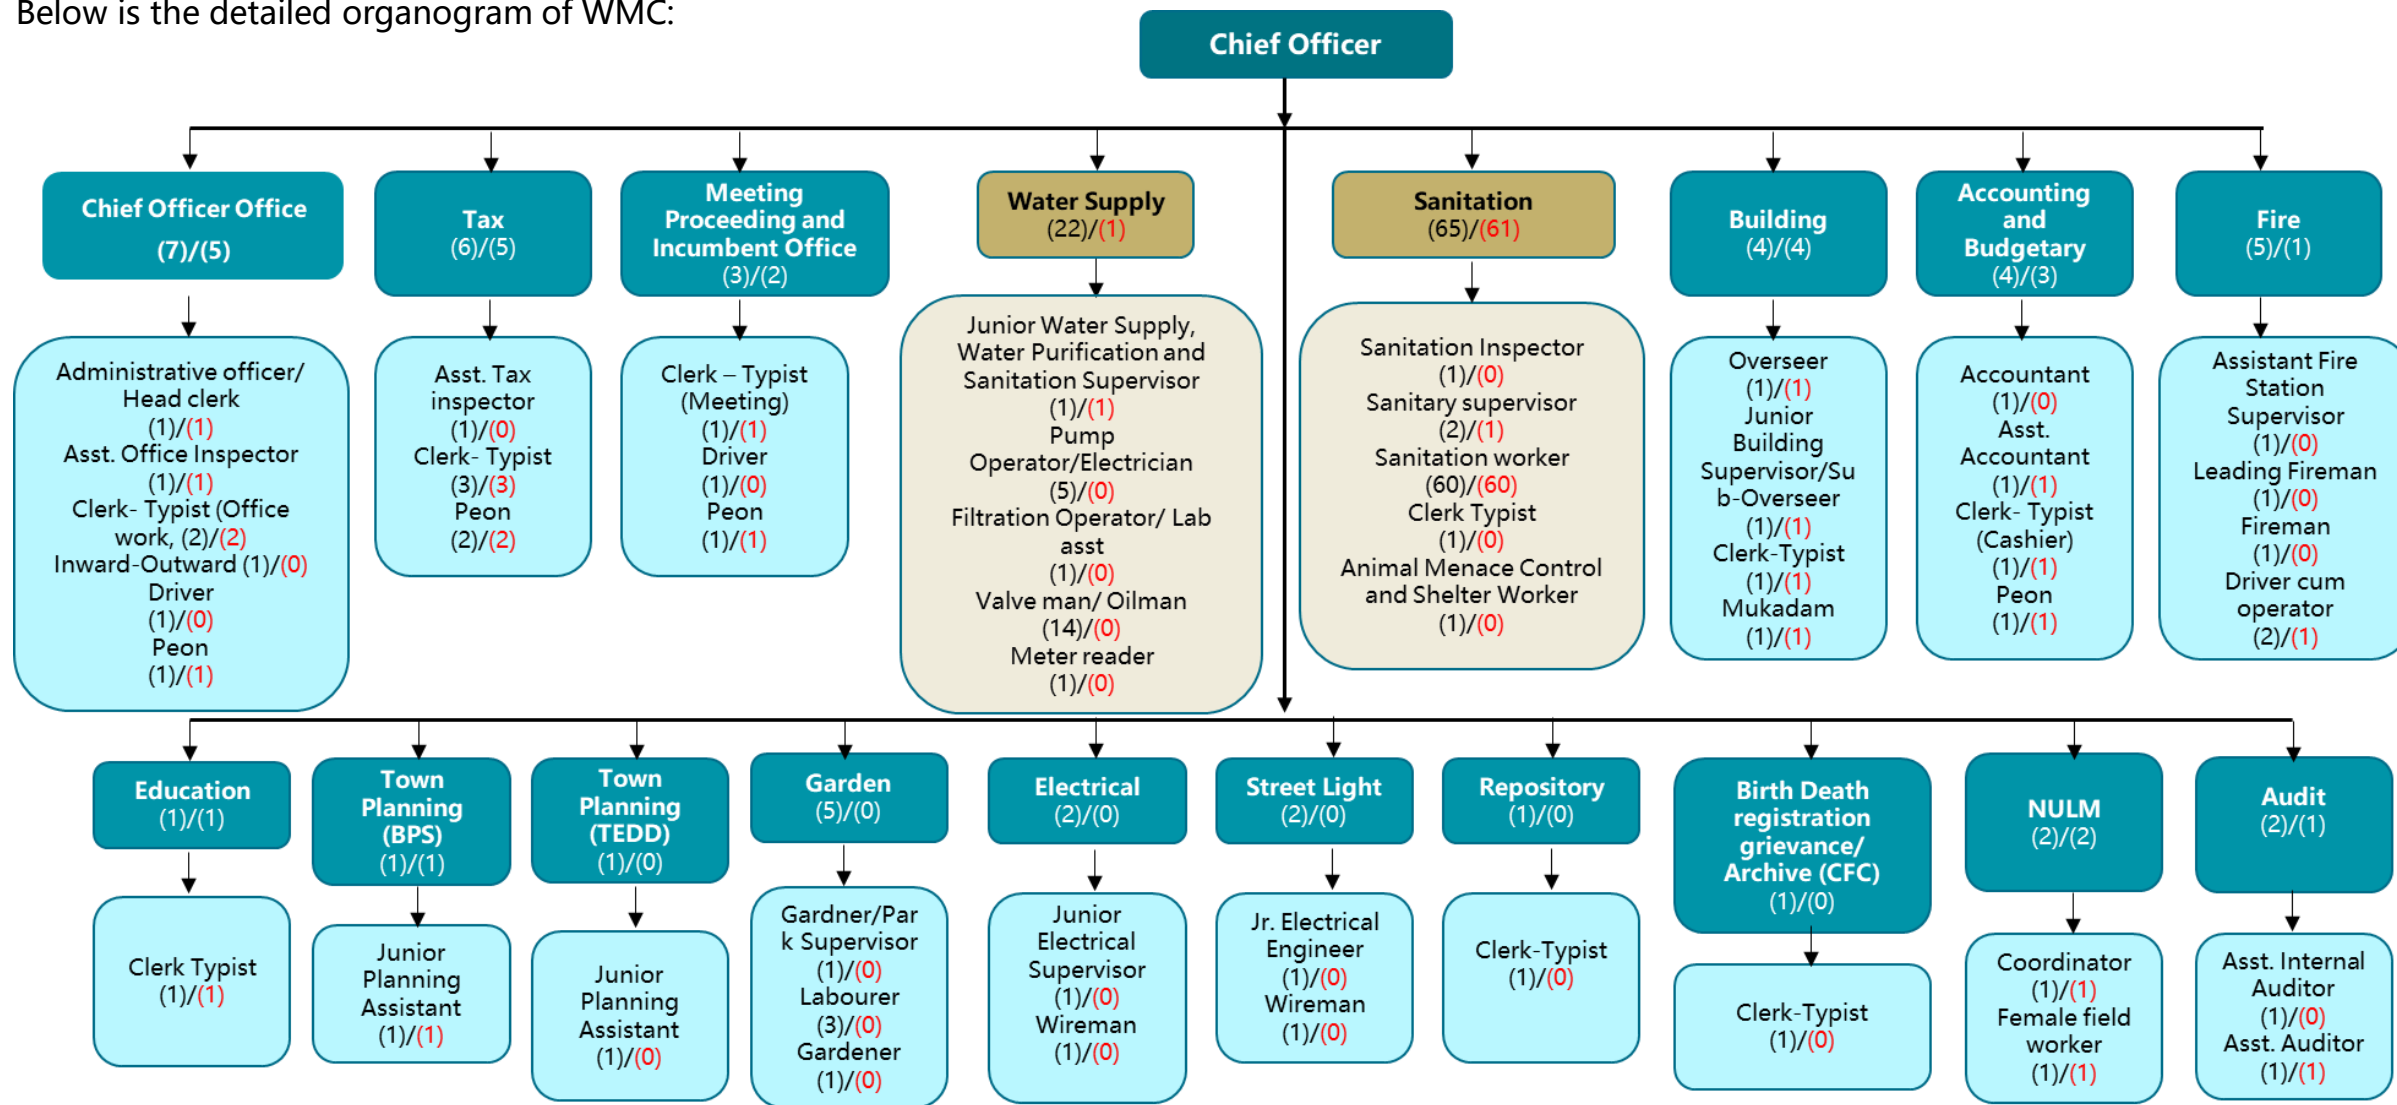 Below is the detailed organogram of WMC:
Chief Officer
Chief Officer Office
(7)/(5)
Tax
(6)/(5)
Meeting
Proceeding and
Incumbent Office
(3)/(2)
Water Supply
(22)/(1)
Sanitation
(65)/(61)
Building
(4)/(4)
Accounting
and
Budgetary
(4)/(3)
Fire
(5)/(1)
Administrative officer/
Head clerk
(1)/(1)
Asst. Office Inspector
(1)/(1)
Clerk- Typist (Office
work, (2)/(2)
Inward-Outward (1)/(0)
Driver
(1)/(0)
Peon
(1)/(1)
Asst. Tax
inspector
(1)/(0)
Clerk- Typist
(3)/(3)
Peon
(2)/(2)
Clerk – Typist
(Meeting)
(1)/(1)
Driver
(1)/(0)
Peon
(1)/(1)
Junior Water Supply,
Water Purification and
Sanitation Supervisor
(1)/(1)
Pump
Operator/Electrician
(5)/(0)
Filtration Operator/ Lab
asst
(1)/(0)
Valve man/ Oilman
(14)/(0)
Meter reader
(1)/(0)
Sanitation Inspector
(1)/(0)
Sanitary supervisor
(2)/(1)
Sanitation worker
(60)/(60)
Clerk Typist
(1)/(0)
Animal Menace Control
and Shelter Worker
(1)/(0)
Overseer
(1)/(1)
Junior
Building
Supervisor/Su
b-Overseer
(1)/(1)
Clerk-Typist
(1)/(1)
Mukadam
(1)/(1)
Accountant
(1)/(0)
Asst.
Accountant
(1)/(1)
Clerk- Typist
(Cashier)
(1)/(1)
Peon
(1)/(1)
Assistant Fire
Station
Supervisor
(1)/(0)
Leading Fireman
(1)/(0)
Fireman
(1)/(0)
Driver cum
operator
(2)/(1)
Education
(1)/(1)
Town
Planning
(BPS)
(1)/(1)
Town
Planning
(TEDD)
(1)/(0)
Garden
(5)/(0)
Electrical
(2)/(0)
Street Light
(2)/(0)
Repository
(1)/(0)
Birth Death
registration
grievance/
Archive (CFC)
(1)/(0)
NULM
(2)/(2)
Audit
(2)/(1)
Clerk Typist
(1)/(1)
Junior
Planning
Assistant
(1)/(1)
Junior
Planning
Assistant
(1)/(0)
Gardner/Par
k Supervisor
(1)/(0)
Labourer
(3)/(0)
Gardener
(1)/(0)
Junior
Electrical
Supervisor
(1)/(0)
Wireman
(1)/(0)
Jr. Electrical
Engineer
(1)/(0)
Wireman
(1)/(0)
Clerk-Typist
(1)/(0)
Clerk-Typist
(1)/(0)
Coordinator
(1)/(1)
Female field
worker
(1)/(1)
Asst. Internal
Auditor
(1)/(0)
Asst. Auditor
(1)/(1)